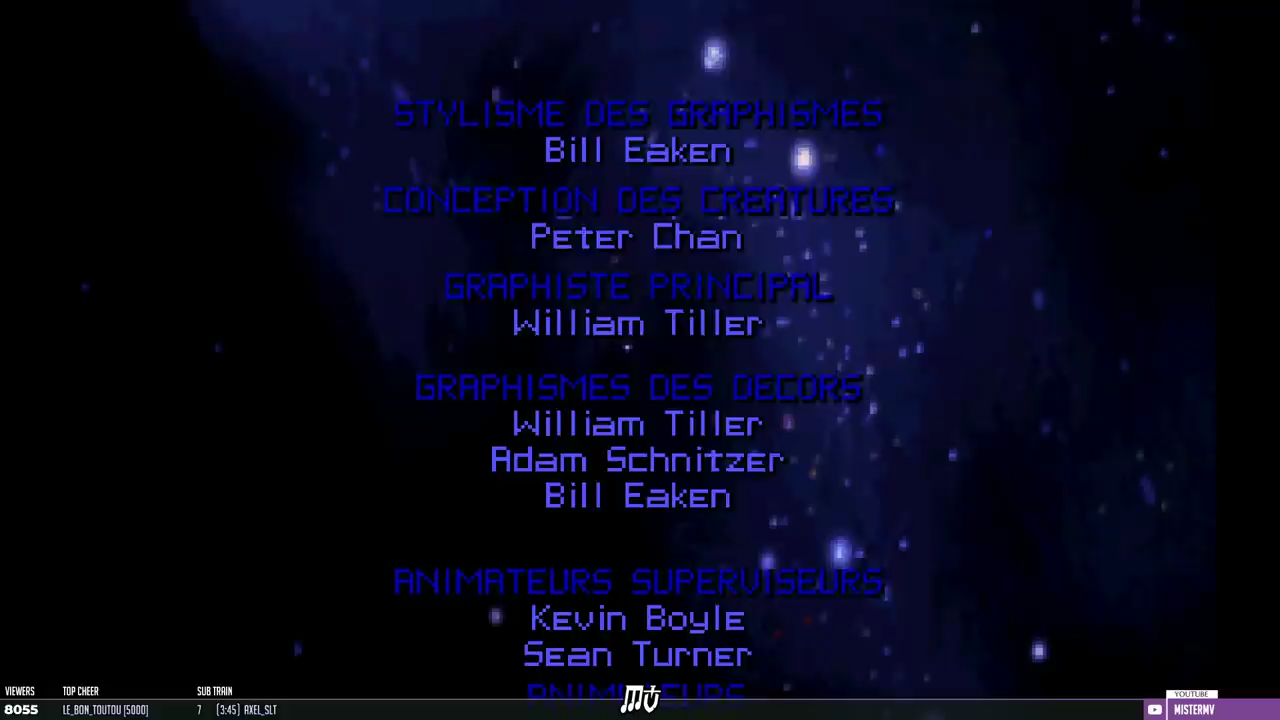 STYLISME DES GRAPHISMES
Bill Eaken
CONCEPTION DES CREATURES
Peter Chan
GRAPHISTE PRINCIPAL
William Tiller
GRAPHISMES DES DECORS
William Tiller
Adam Schnitzer
Bill Eaken
ANIMATEURS SUPERVISEURS
Kevin Boyle
Sean Turner
ANIMATEURS
VIEWERS TOP CHEER SUB TRAIN
8055 LE_BON_TOUTOU [5000] 7 [3:45] AXEL_SLT
YOUTUBE
MISTERMV